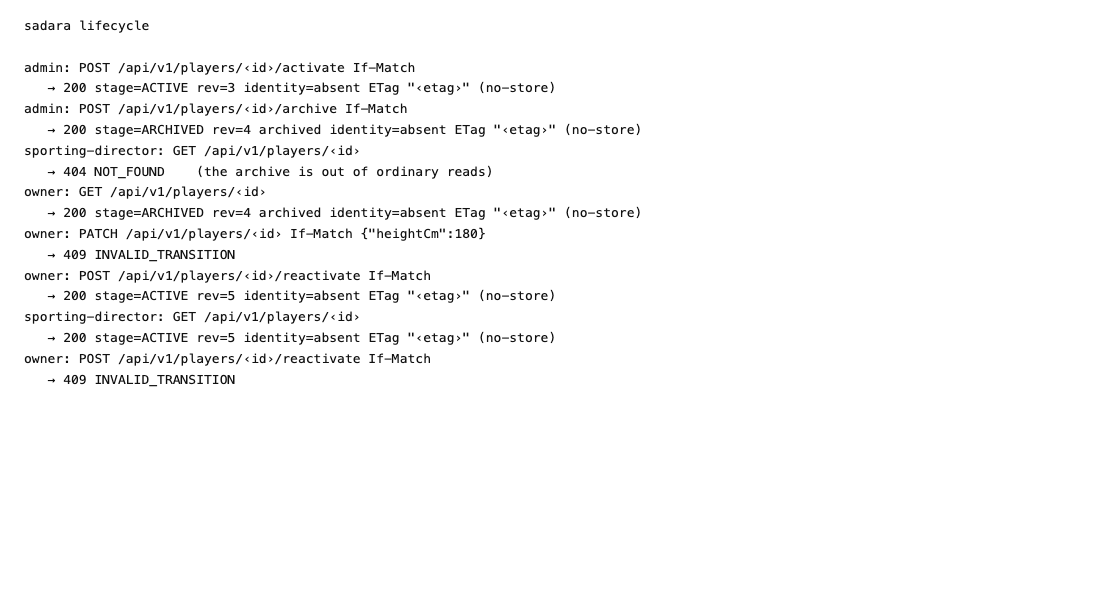 sadara lifecycle
admin: POST /api/v1/players/‹id›/activate If-Match
→ 200 stage=ACTIVE rev=3 identity=absent ETag "‹etag›" (no-store)
admin: POST /api/v1/players/‹id›/archive If-Match
→ 200 stage=ARCHIVED rev=4 archived identity=absent ETag "‹etag›" (no-store)
sporting-director: GET /api/v1/players/‹id›
→ 404 NOT_FOUND    (the archive is out of ordinary reads)
owner: GET /api/v1/players/‹id›
→ 200 stage=ARCHIVED rev=4 archived identity=absent ETag "‹etag›" (no-store)
owner: PATCH /api/v1/players/‹id› If-Match {"heightCm":180}
→ 409 INVALID_TRANSITION
owner: POST /api/v1/players/‹id›/reactivate If-Match
→ 200 stage=ACTIVE rev=5 identity=absent ETag "‹etag›" (no-store)
sporting-director: GET /api/v1/players/‹id›
→ 200 stage=ACTIVE rev=5 identity=absent ETag "‹etag›" (no-store)
owner: POST /api/v1/players/‹id›/reactivate If-Match
→ 409 INVALID_TRANSITION